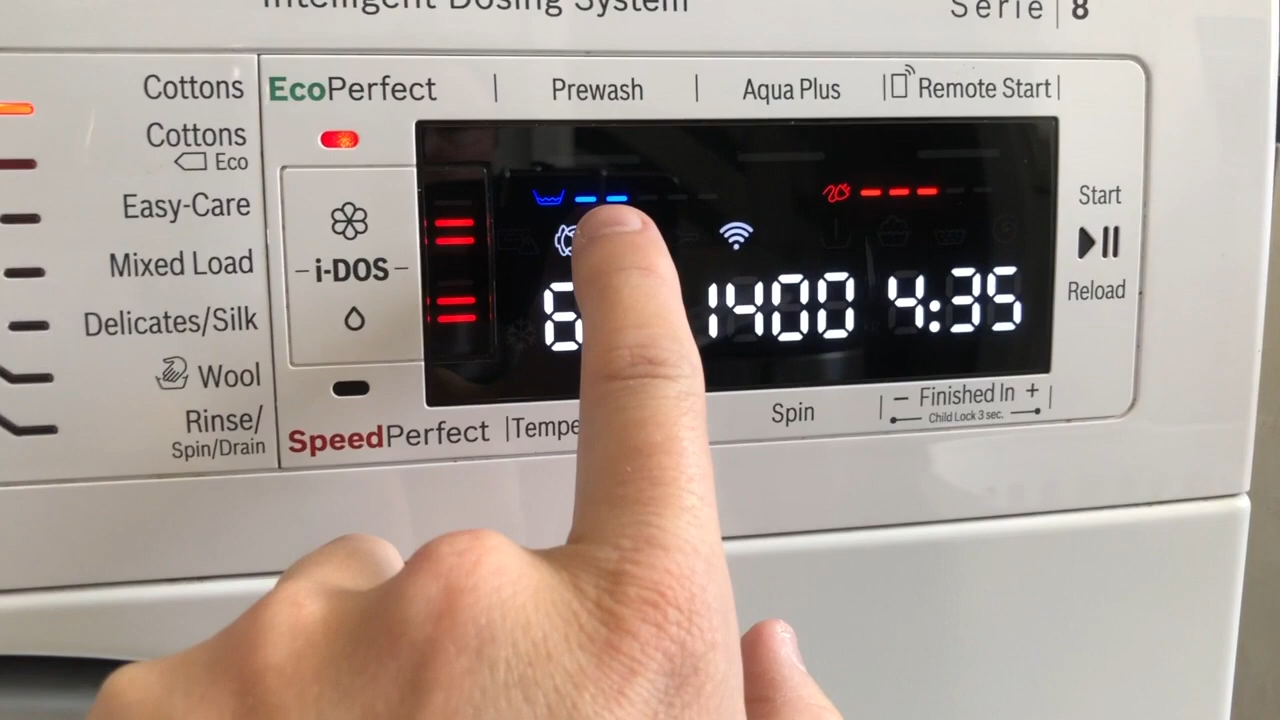 Intelligent Dosing System
Serie | 8
Cottons
Cottons
Eco
Easy-Care
Mixed Load
Delicates/Silk
Wool
Rinse/
Spin/Drain
EcoPerfect | Prewash | Aqua Plus | Remote Start |
i-DOS
6
1400
4:35
Start
Reload
SpeedPerfect
Spin
− Finished In +
Child Lock 3 sec.